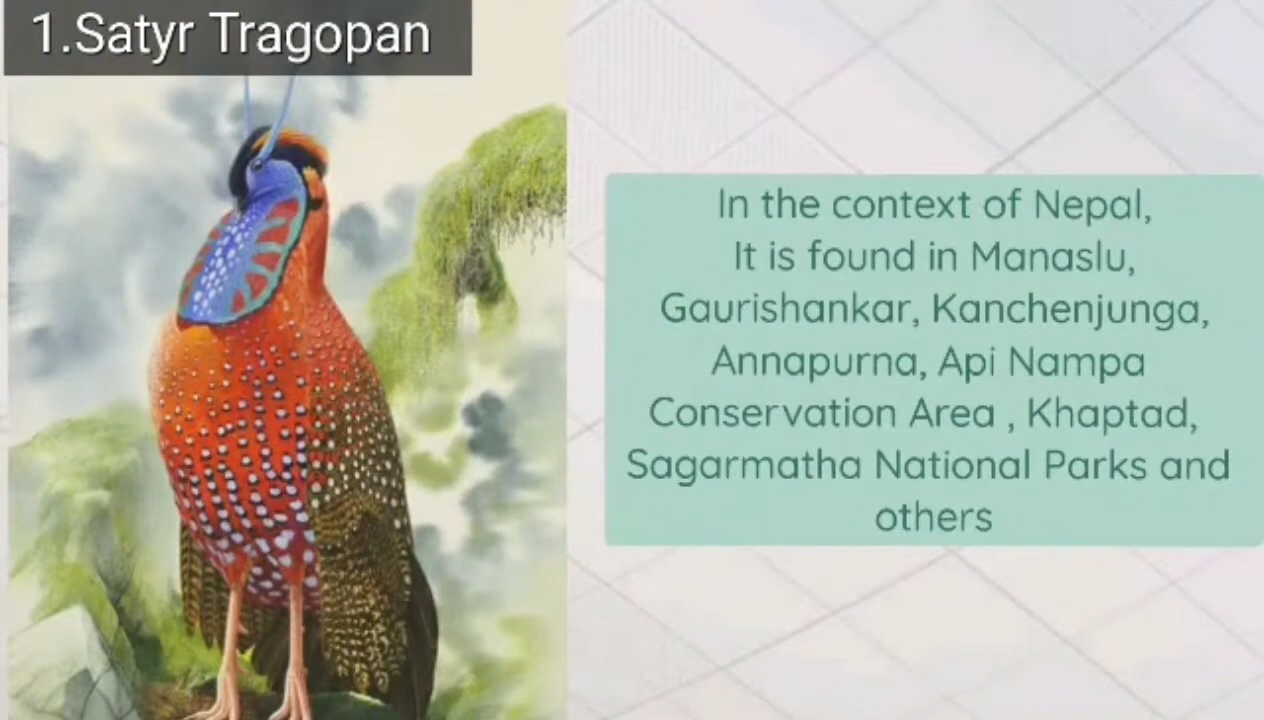 1.Satyr Tragopan
In the context of Nepal,
It is found in Manaslu,
Gaurishankar, Kanchenjunga,
Annapurna, Api Nampa
Conservation Area , Khaptad,
Sagarmatha National Parks and
others